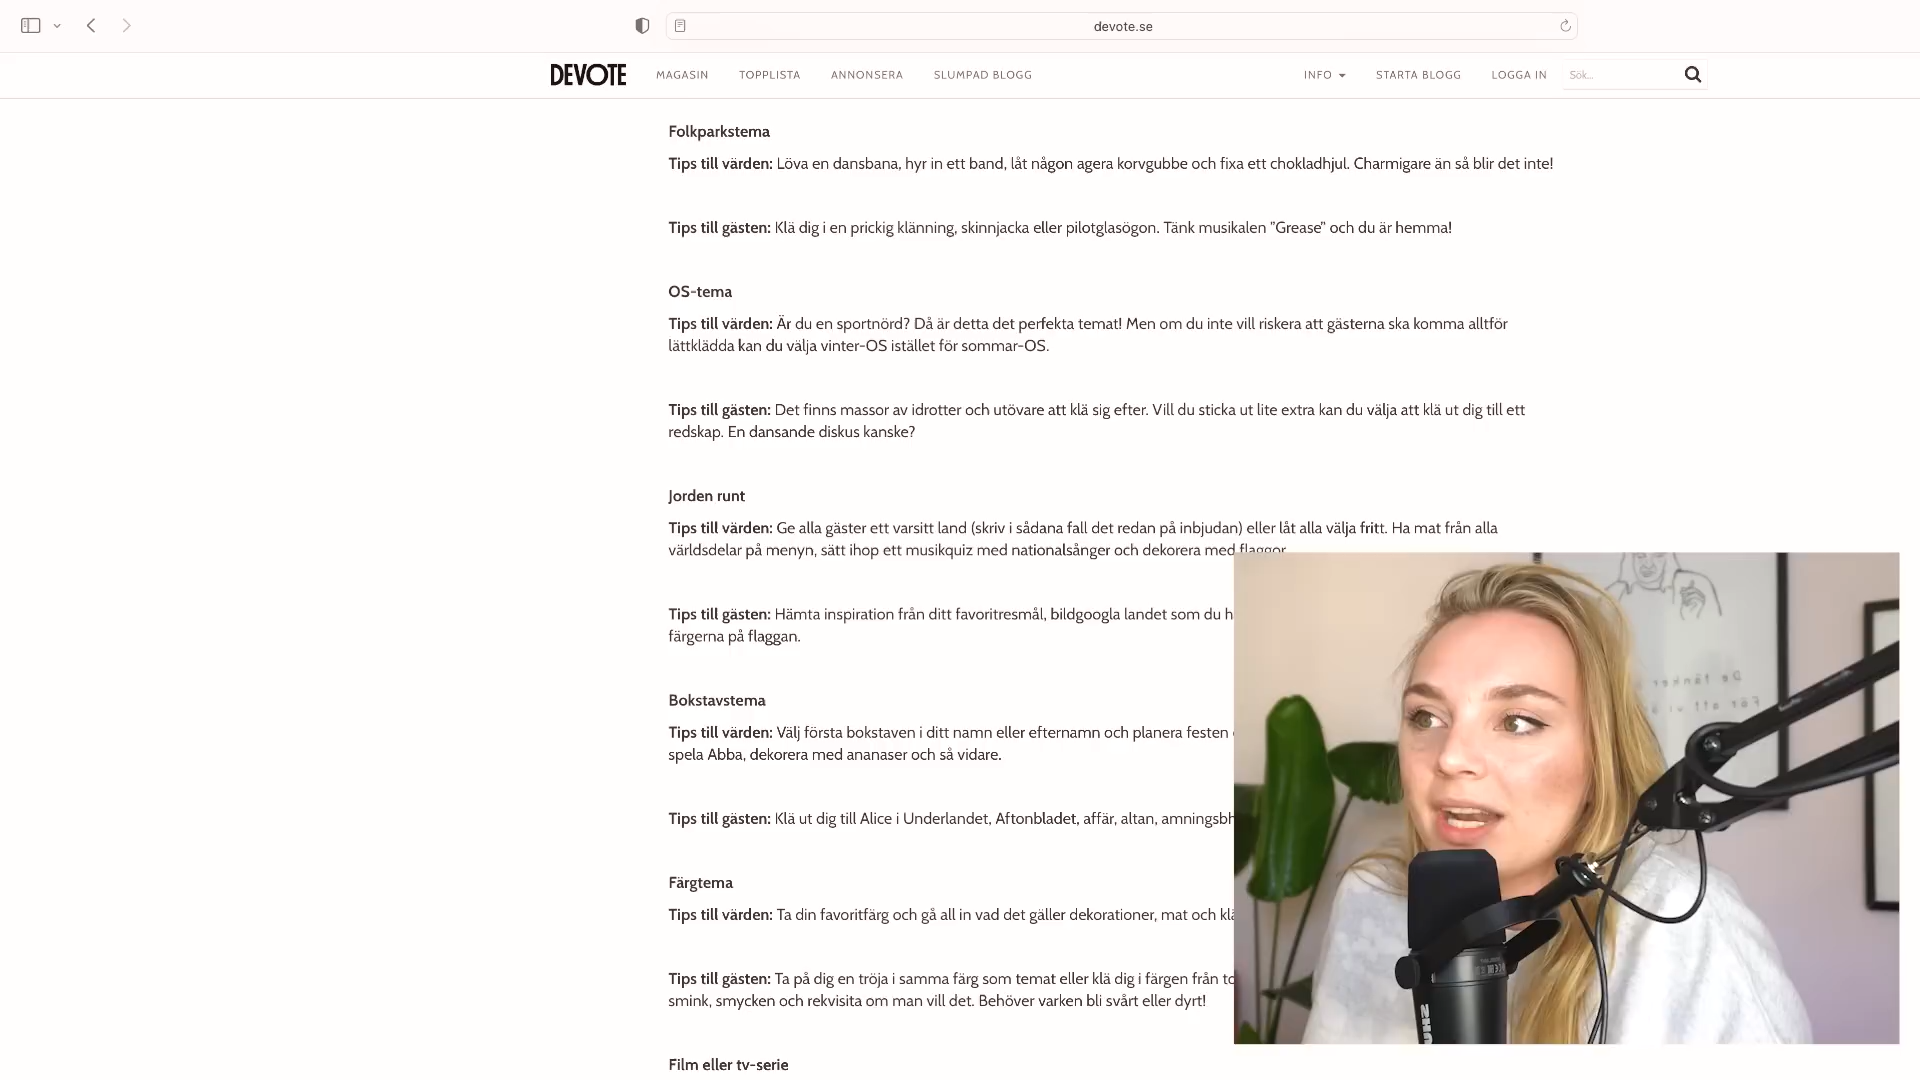 devote.se
DEVOTE MAGASIN TOPPLISTA ANNONSERA SLUMPAD BLOGG INFO STARTA BLOGG LOGGA IN Sök...
Folkparkstema
Tips till värden: Löva en dansbana, hyr in ett band, låt någon agera korvgubbe och fixa ett chokladhjul. Charmigare än så blir det inte!
Tips till gästen: Klä dig i en prickig klänning, skinnjacka eller pilotglasögon. Tänk musikalen ”Grease” och du är hemma!
OS-tema
Tips till värden: Är du en sportnörd? Då är detta det perfekta temat! Men om du inte vill riskera att gästerna ska komma alltför
lättklädda kan du välja vinter-OS istället för sommar-OS.
Tips till gästen: Det finns massor av idrotter och utövare att klä sig efter. Vill du sticka ut lite extra kan du välja att klä ut dig till ett
redskap. En dansande diskus kanske?
Jorden runt
Tips till värden: Ge alla gäster ett varsitt land (skriv i sådana fall det redan på inbjudan) eller låt alla välja fritt. Ha mat från alla
världsdelar på menyn, sätt ihop ett musikquiz med nationalsånger och dekorera med flaggor.
Tips till gästen: Hämta inspiration från ditt favoritresmål, bildgoogla landet som du
färgerna på flaggan.
Bokstavstema
Tips till värden: Välj första bokstaven i ditt namn eller efternamn och planera festen
spela Abba, dekorera med ananaser och så vidare.
Tips till gästen: Klä ut dig till Alice i Underlandet, Aftonbladet, affär, altan,
Färgtema
Tips till värden: Ta din favoritfärg och gå all in vad det gäller dekorationer, mat och
Tips till gästen: Ta på dig en tröja i samma färg som temat eller klä dig i färgen från
smink, smycken och rekvisita om man vill det. Behöver varken bli svårt eller dyrt!
Film eller tv-serie